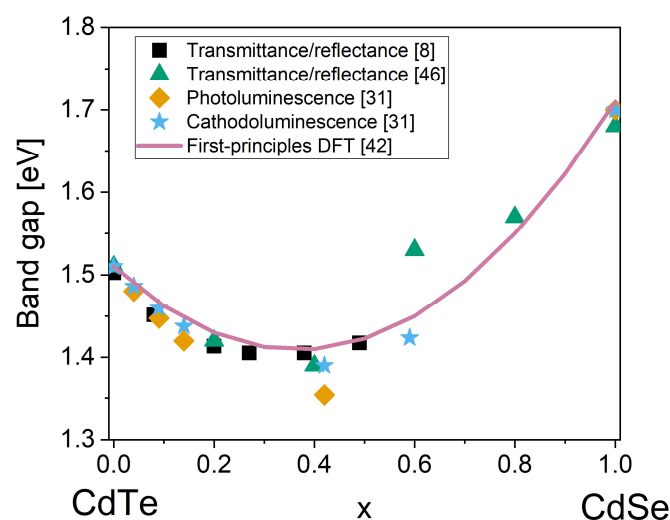 1.8
1.7
1.6
1.5
1.4
1.3
Band gap [eV]
Transmittance/reflectance [8]
Transmittance/reflectance [46]
Photoluminescence [31]
Cathodoluminescence [31]
First-principles DFT [42]
0.0 0.2 0.4 0.6 0.8 1.0
CdTe x CdSe